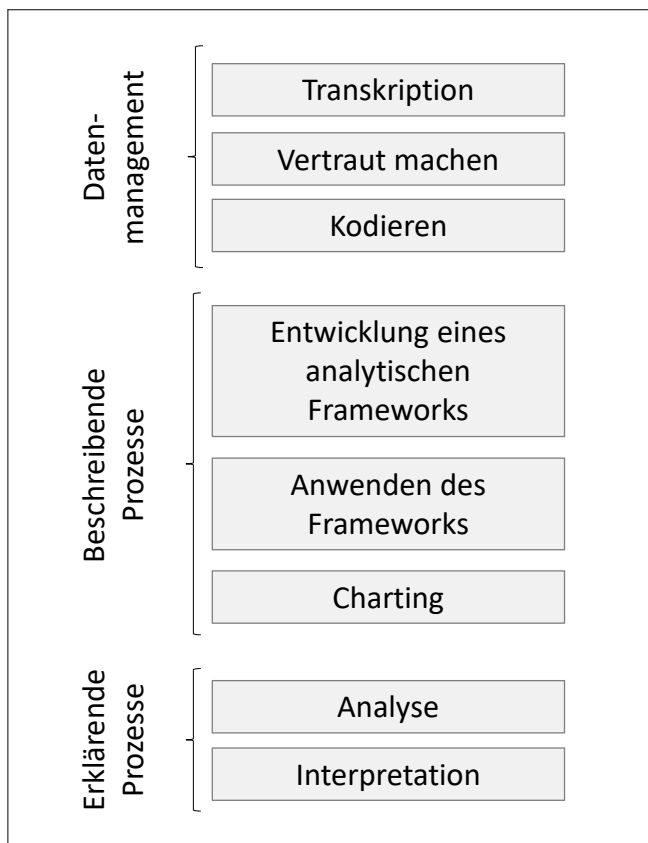 Daten-
management
Transkription
Vertraut machen
Kodieren
Beschreibende
Prozesse
Entwicklung eines
analytischen
Frameworks
Anwenden des
Frameworks
Charting
Erklärende
Prozesse
Analyse
Interpretation